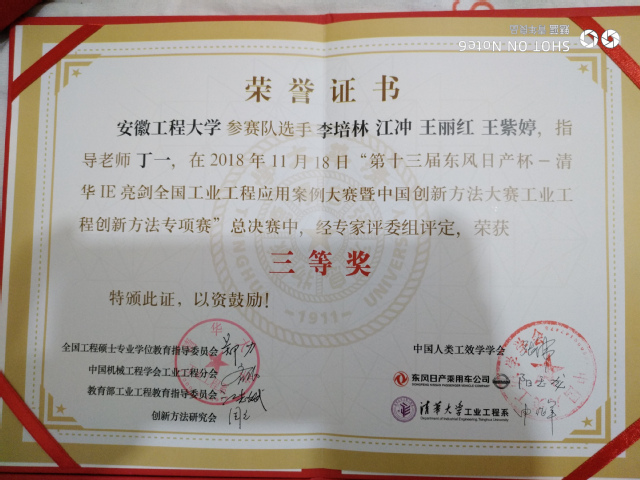 SHOT ON NOTE6
荣誉证书
安徽工程大学 参赛队选手 李培林 江冲 王丽红 王紫婷，指
导老师 丁一，在 2018 年 11 月 18 日“第十三届东风日产杯－清
华 IE 亮剑全国工业工程应用案例大赛暨中国创新方法大赛工业工
程创新方法专项赛”总决赛中，经专家评委组评定，荣获
三等奖
特颁此证，以资鼓励！
1911
全国工程硕士专业学位教育指导委员会
中国机械工程学会工业工程分会
教育部工业工程教育指导委员会
创新方法研究会
中国人类工效学学会
东风日产乘用车公司
清华大学工业工程系
Department of Industrial Engineering Tsinghua University